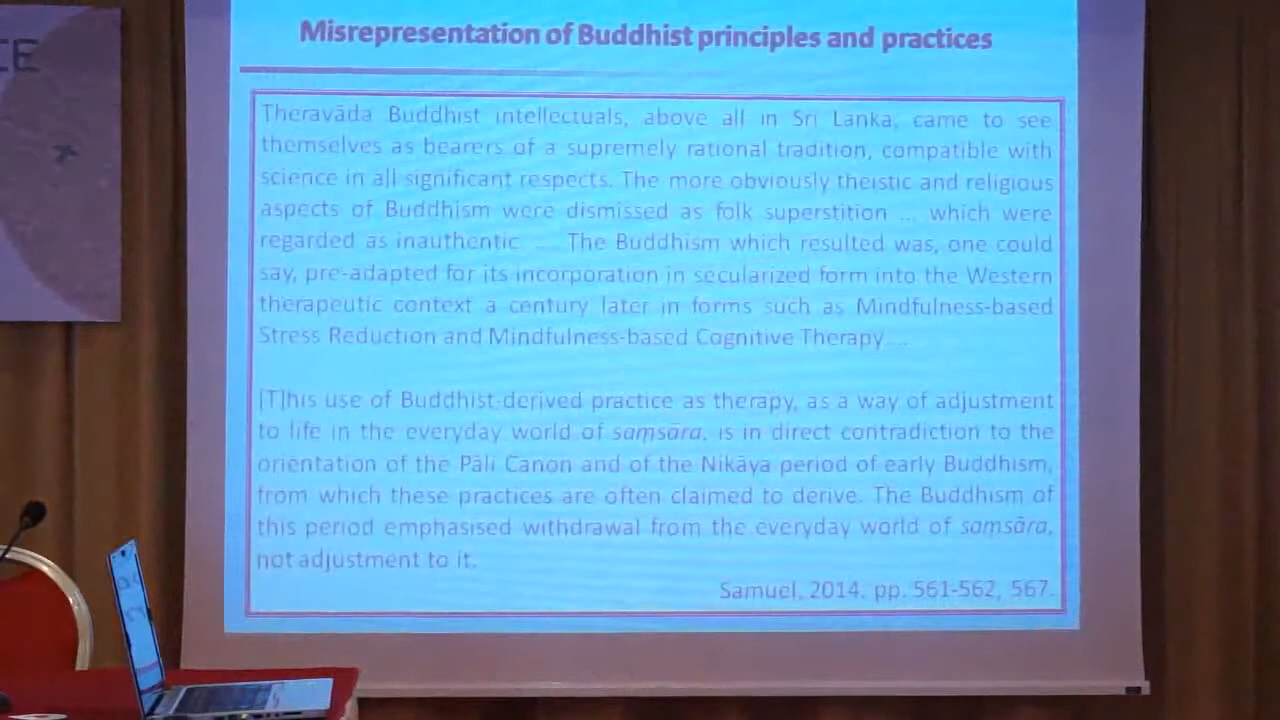 CE
Misrepresentation of Buddhist principles and practices
Theravāda Buddhist intellectuals, above all in Sri Lanka, came to see
themselves as bearers of a supremely rational tradition, compatible with
science in all significant respects. The more obviously theistic and religious
aspects of Buddhism were dismissed as folk superstition ... which were
regarded as inauthentic .... The Buddhism which resulted was, one could
say, pre-adapted for its incorporation in secularized form into the Western
therapeutic context a century later in forms such as Mindfulness-based
Stress Reduction and Mindfulness-based Cognitive Therapy ...
[T]his use of Buddhist-derived practice as therapy, as a way of adjustment
to life in the everyday world of saṃsāra, is in direct contradiction to the
orientation of the Pāli Canon and of the Nikāya period of early Buddhism,
from which these practices are often claimed to derive. The Buddhism of
this period emphasised withdrawal from the everyday world of saṃsāra,
not adjustment to it.
Samuel, 2014. pp. 561-562, 567.